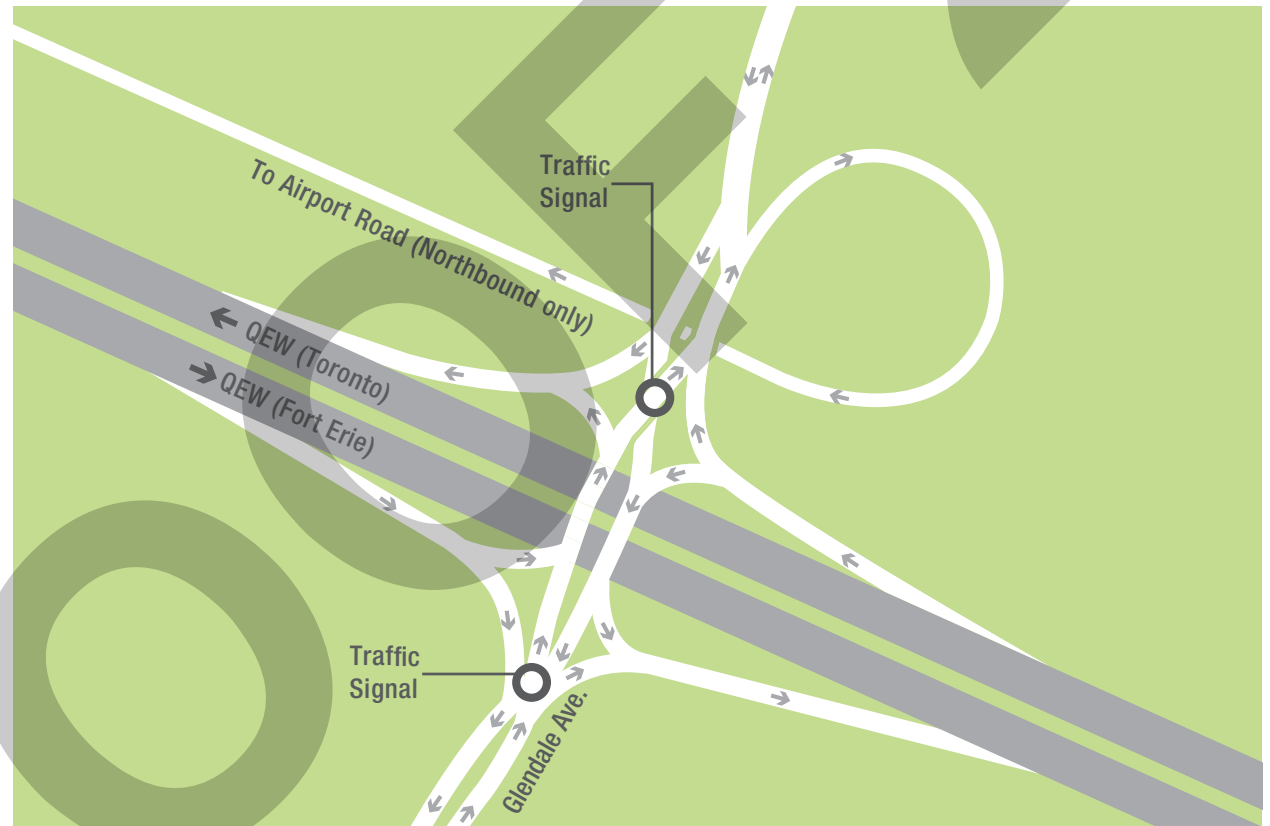 Traffic
Signal
To Airport Road (Northbound only)
QEW (Toronto)
QEW (Fort Erie)
Traffic
Signal
Glendale Ave.